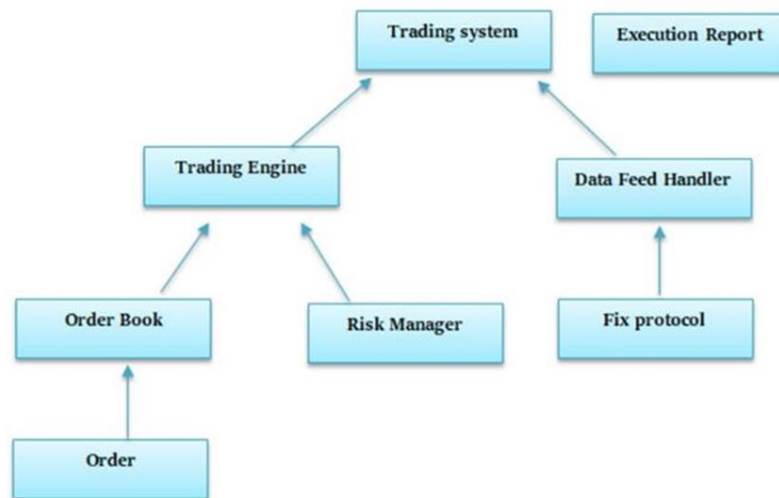 Trading system
Execution Report
Trading Engine
Data Feed Handler
Order Book
Risk Manager
Fix protocol
Order